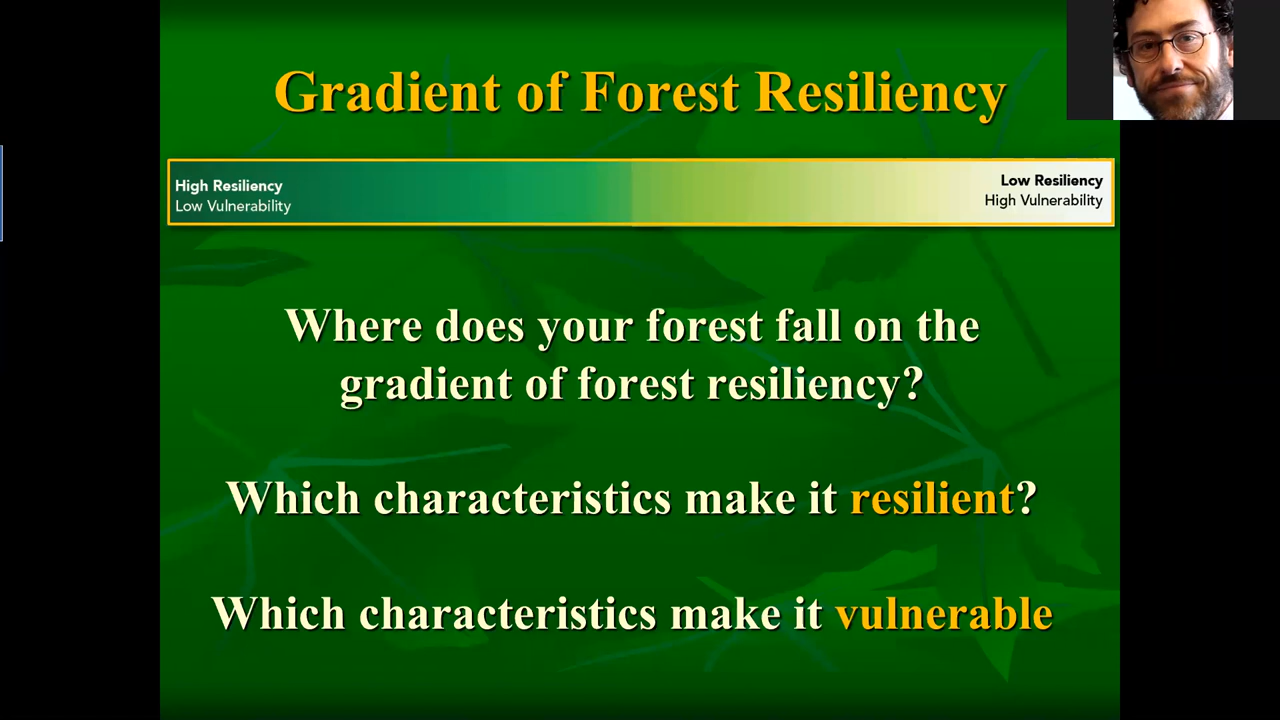 Gradient of Forest Resiliency
High Resiliency
Low Vulnerability
Low Resiliency
High Vulnerability
Where does your forest fall on the
gradient of forest resiliency?
Which characteristics make it resilient?
Which characteristics make it vulnerable